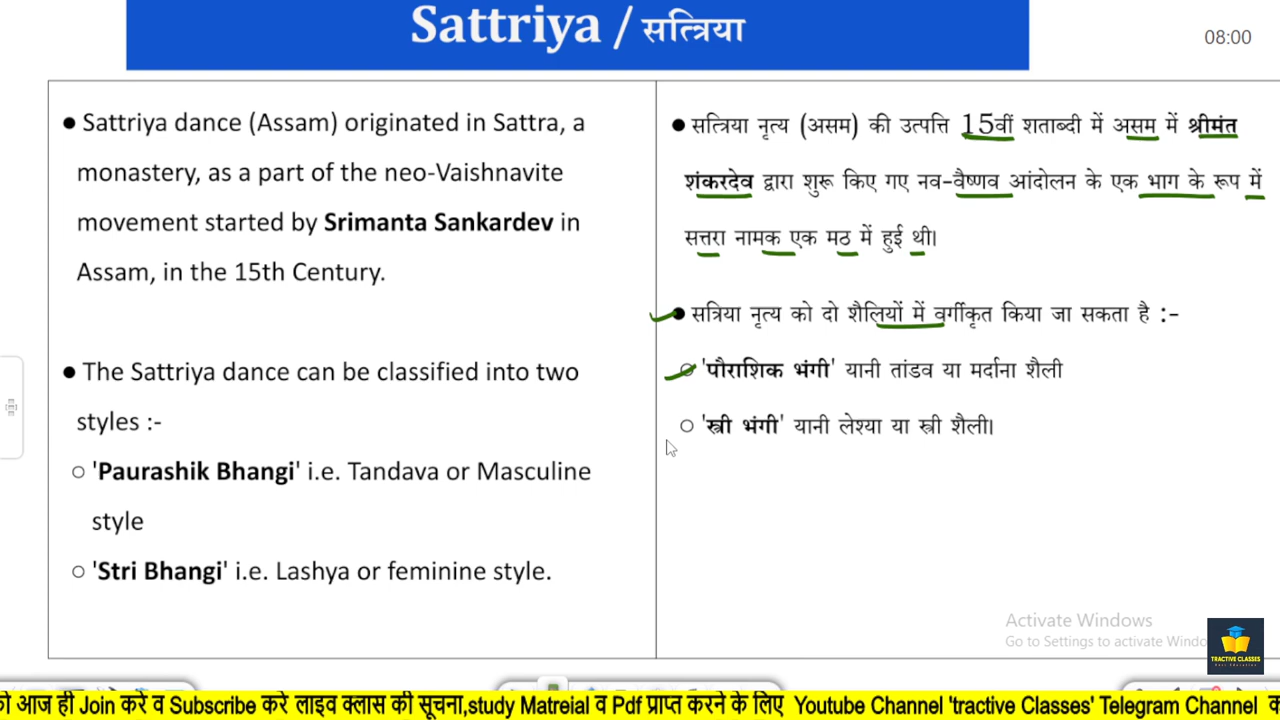 Sattriya / सत्त्रिया
08:00
● Sattriya dance (Assam) originated in Sattra, a
monastery, as a part of the neo-Vaishnavite
movement started by Srimanta Sankardev in
Assam, in the 15th Century.
● The Sattriya dance can be classified into two
styles :-
○ 'Paurashik Bhangi' i.e. Tandava or Masculine
style
○ 'Stri Bhangi' i.e. Lashya or feminine style.
● सत्त्रिया नृत्य (असम) की उत्पत्ति 15वीं शताब्दी में असम में श्रीमंत
शंकरदेव द्वारा शुरू किए गए नव-वैष्णव आंदोलन के एक भाग के रूप में
सत्तरा नामक एक मठ में हुई थी।
● सत्रिया नृत्य को दो शैलियों में वर्गीकृत किया जा सकता है :-
○ 'पौराशिक भंगी' यानी तांडव या मर्दाना शैली
○ 'स्त्री भंगी' यानी लेश्या या स्त्री शैली।
Activate Windows
Go to Settings to activate Windo
TRACTIVE CLASSES
को आज ही Join करे व Subscribe करे लाइव क्लास की सूचना,study Matreial व Pdf प्राप्त करने के लिए Youtube Channel 'tractive Classes' Telegram Channel